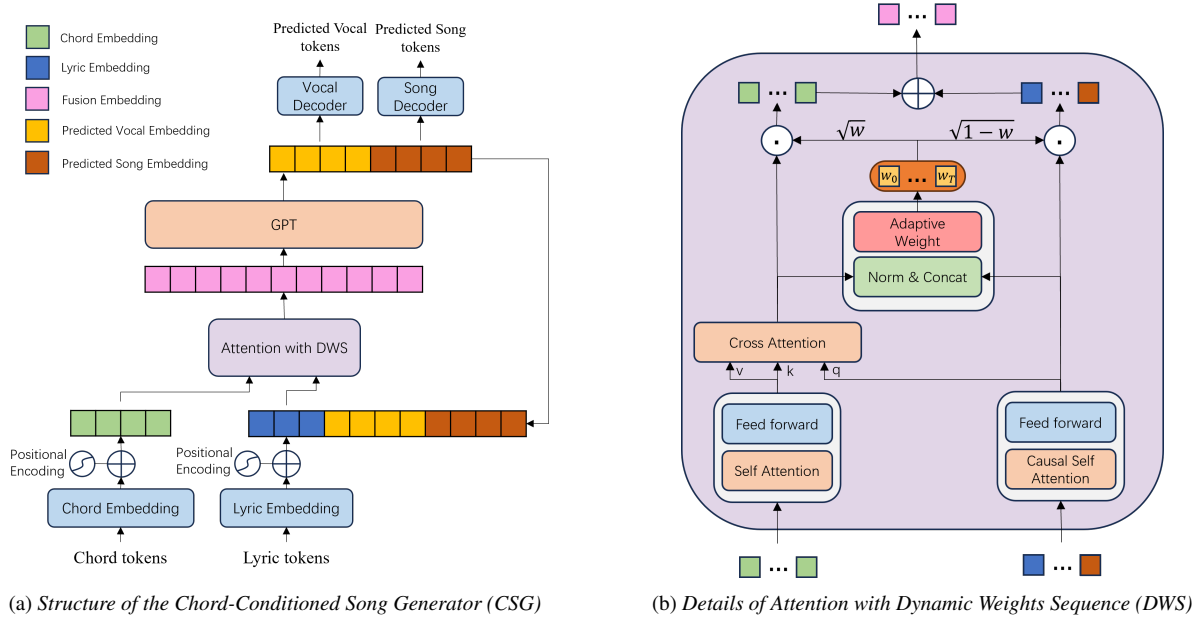 Chord Embedding
Lyric Embedding
Fusion Embedding
Predicted Vocal Embedding
Predicted Song Embedding
Predicted Vocal
tokens
Predicted Song
tokens
Vocal
Decoder
Song
Decoder
GPT
Attention with DWS
Positional
Encoding
Positional
Encoding
Chord Embedding
Lyric Embedding
Chord tokens
Lyric tokens
(a) Structure of the Chord-Conditioned Song Generator (CSG)
√w
√1 − w
w₀ ... w_T
Adaptive
Weight
Norm & Concat
Cross Attention
v
k
q
Feed forward
Self Attention
Feed forward
Causal Self
Attention
(b) Details of Attention with Dynamic Weights Sequence (DWS)